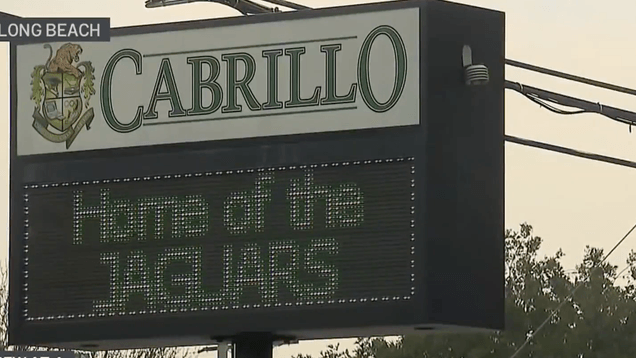 LONG BEACH
CABRILLO
Home of the
JAGUARS